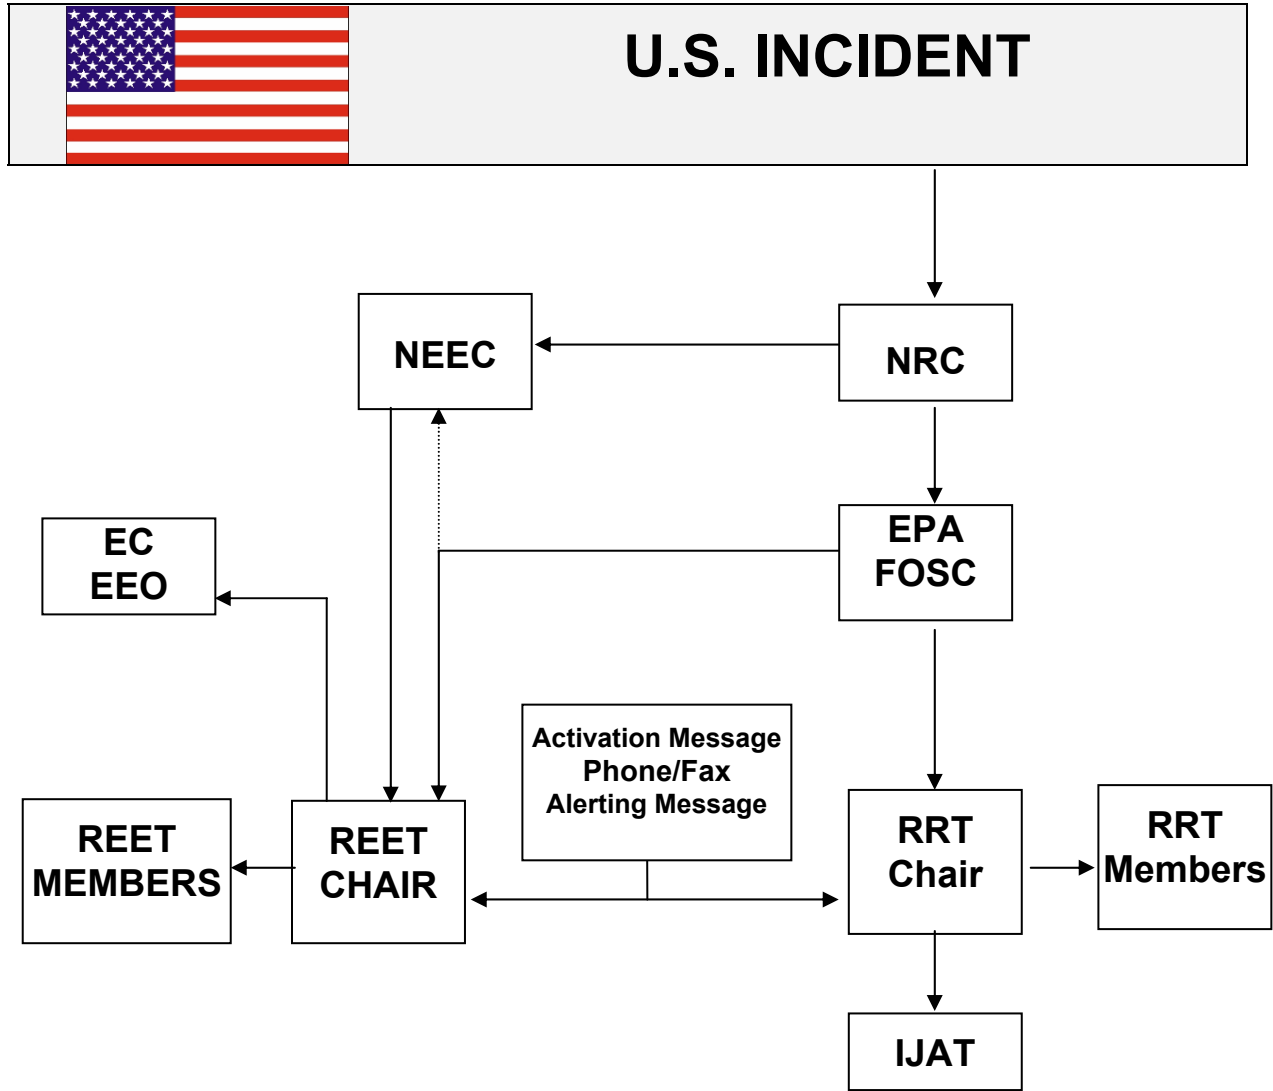 U.S. INCIDENT
NEEC
NRC
EC
EEO
EPA
FOSC
Activation Message
Phone/Fax
Alerting Message
REET
MEMBERS
REET
CHAIR
RRT
Chair
RRT
Members
IJAT